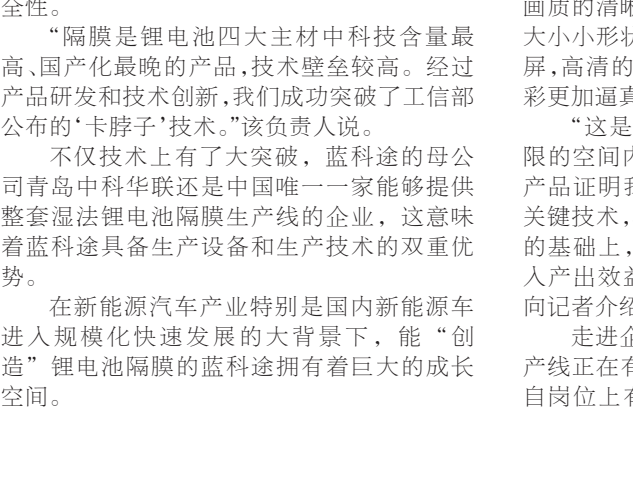 全性。
“隔膜是锂电池四大主材中科技含量最
高、国产化最晚的产品,技术壁垒较高。经过
产品研发和技术创新,我们成功突破了工信部
公布的‘卡脖子’技术。”该负责人说。
不仅技术上有了大突破，蓝科途的母公
司青岛中科华联还是中国唯一一家能够提供
整套湿法锂电池隔膜生产线的企业，这意味
着蓝科途具备生产设备和生产技术的双重优
势。
在新能源汽车产业特别是国内新能源车
进入规模化快速发展的大背景下，能“创
造”锂电池隔膜的蓝科途拥有着巨大的成长
空间。
画质的清晰
大小小形状
屏,高清的
彩更加逼真
“这是
限的空间内
产品证明我
关键技术，
的基础上，
入产出效益
向记者介绍
走进企
产线正在有
自岗位上有